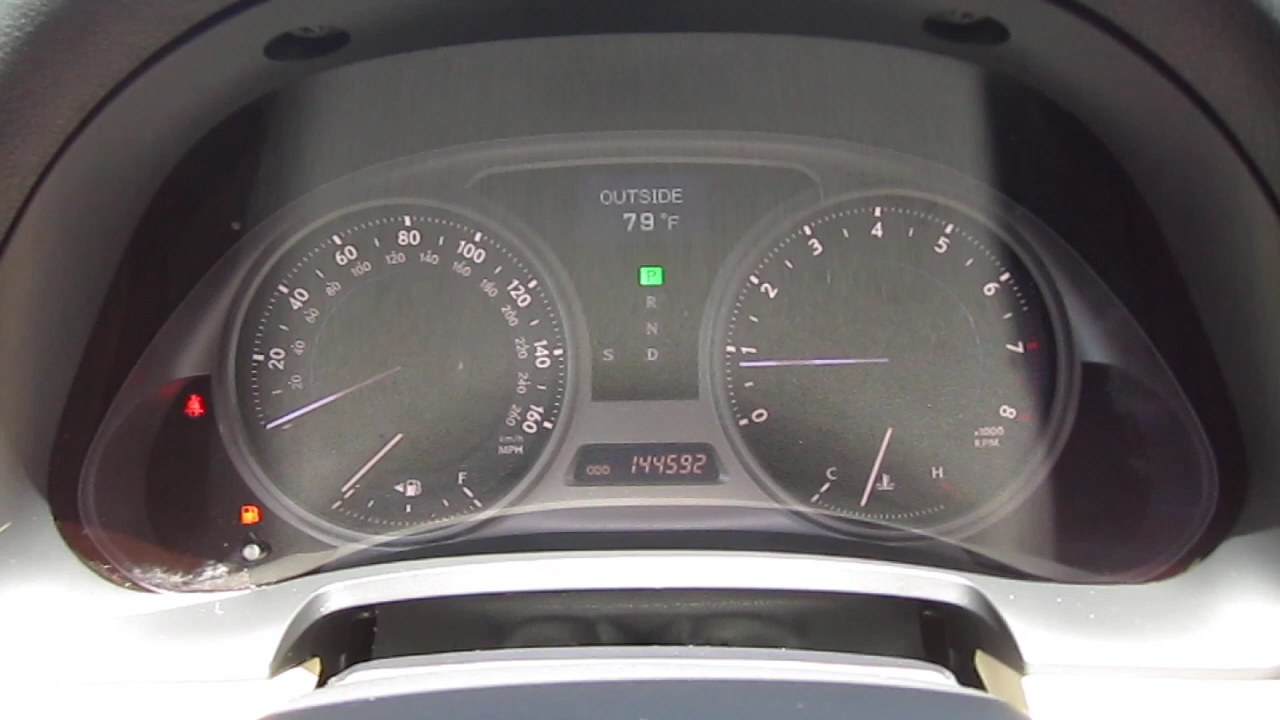 OUTSIDE
79°F
P
R
N
S D
20 40 60 80 100 120 140 160
20 40 60 80 100 120 140 160 180 200 220 240 260
km/h
MPH
F
0 1 2 3 4 5 6 7 8
×1000
RPM
C H
ODO 144592